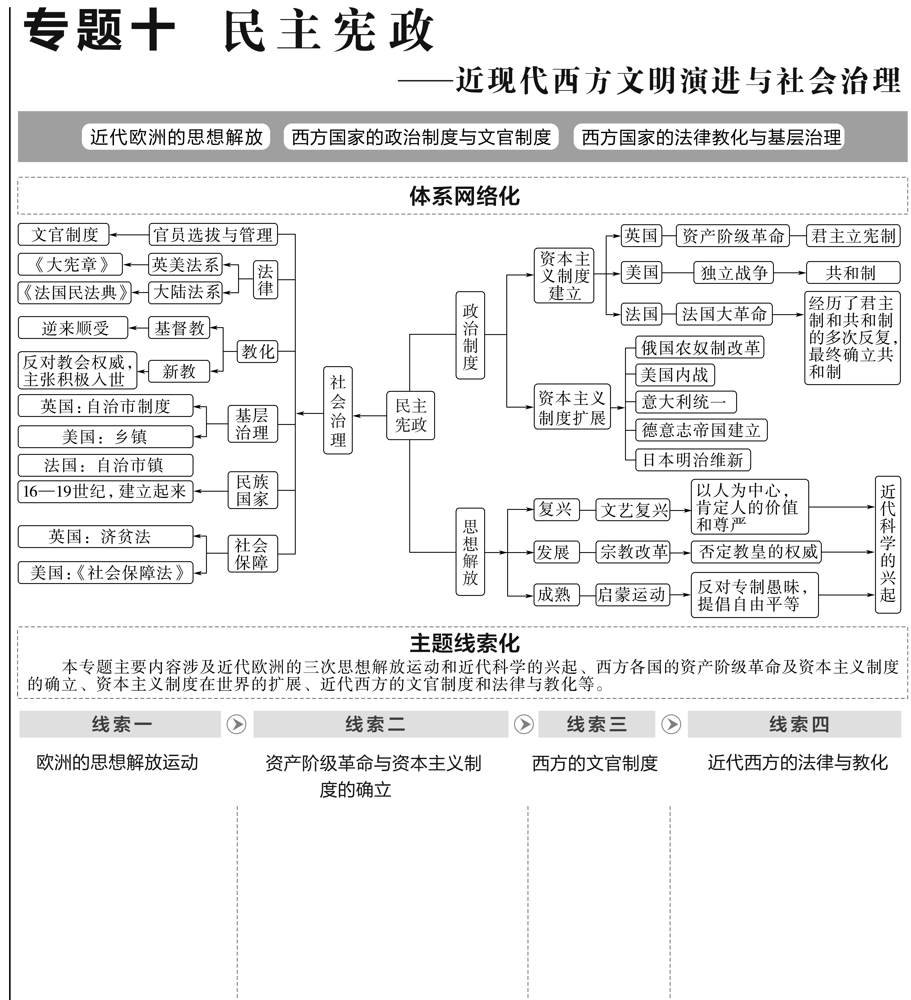 专题十 民主宪政
——近现代西方文明演进与社会治理
近代欧洲的思想解放
西方国家的政治制度与文官制度
西方国家的法律教化与基层治理
体系网络化
文官制度
官员选拔与管理
《大宪章》
英美法系
《法国民法典》
大陆法系
法
律
逆来顺受
基督教
反对教会权威，
主张积极入世
新教
教化
英国：自治市制度
美国：乡镇
法国：自治市镇
基层
治理
16—19世纪，建立起来
民族
国家
英国：济贫法
美国：《社会保障法》
社会
保障
社
会
治
理
民主
宪政
政
治
制
度
资本主
义制度
建立
英国
资产阶级革命
君主立宪制
美国
独立战争
共和制
法国
法国大革命
经历了君主
制和共和制
的多次反复，
最终确立共
和制
资本主义
制度扩展
俄国农奴制改革
美国内战
意大利统一
德意志帝国建立
日本明治维新
思
想
解
放
复兴
文艺复兴
以人为中心，
肯定人的价值
和尊严
发展
宗教改革
否定教皇的权威
成熟
启蒙运动
反对专制愚昧，
提倡自由平等
近
代
科
学
的
兴
起
主题线索化
本专题主要内容涉及近代欧洲的三次思想解放运动和近代科学的兴起、西方各国的资产阶级革命及资本主义制度
的确立、资本主义制度在世界的扩展、近代西方的文官制度和法律与教化等。
线索一
线索二
线索三
线索四
欧洲的思想解放运动
资产阶级革命与资本主义制
度的确立
西方的文官制度
近代西方的法律与教化